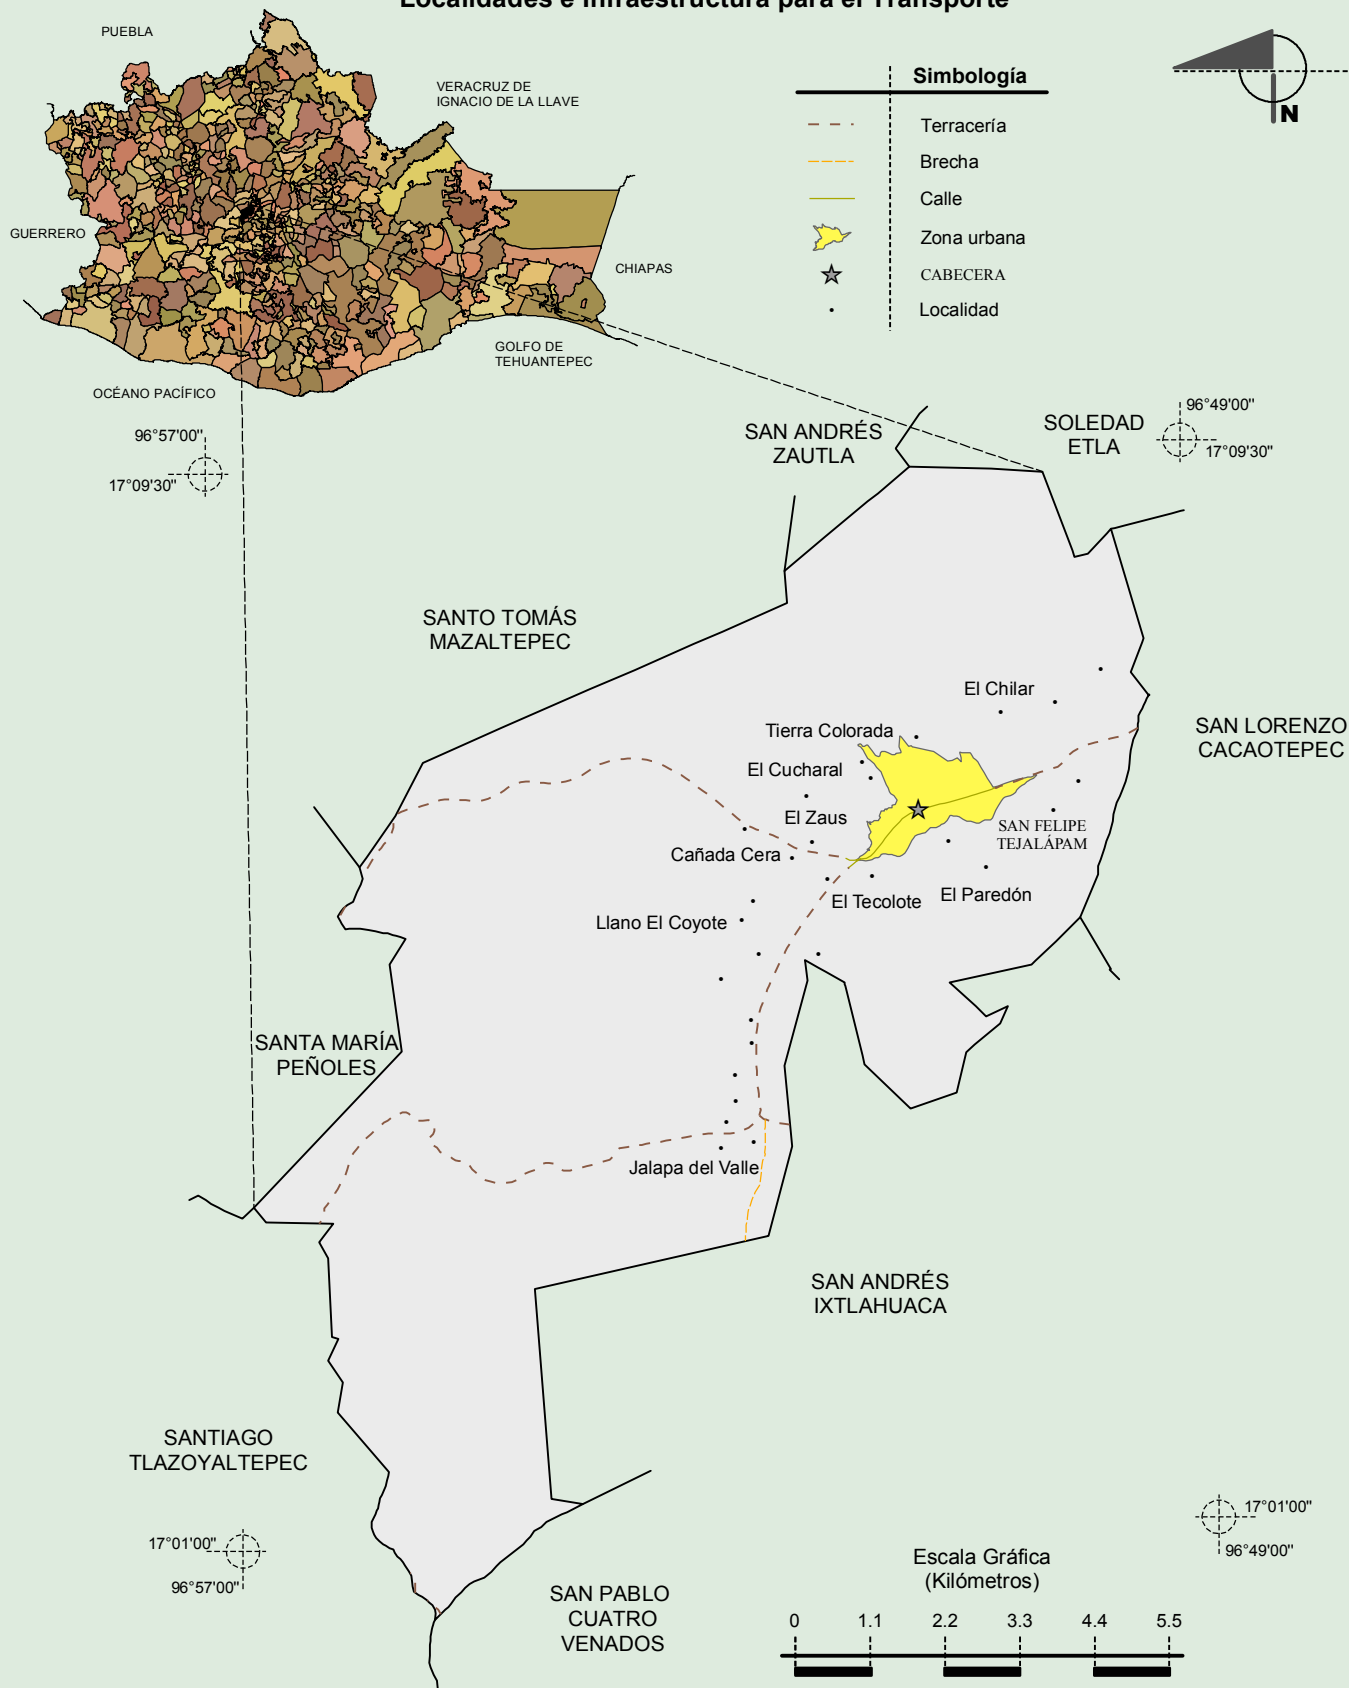 Localidades e Infraestructura para el Transporte
PUEBLA
VERACRUZ DE
IGNACIO DE LA LLAVE
GUERRERO
CHIAPAS
GOLFO DE
TEHUANTEPEC
OCÉANO PACÍFICO
Simbología
Terracería
Brecha
Calle
Zona urbana
CABECERA
Localidad
N
96°57'00"
17°09'30"
96°49'00"
17°09'30"
SAN ANDRÉS
ZAUTLA
SOLEDAD
ETLA
SANTO TOMÁS
MAZALTEPEC
SAN LORENZO
CACAOTEPEC
El Chilar
Tierra Colorada
El Cucharal
El Zaus
SAN FELIPE
TEJALÁPAM
Cañada Cera
El Tecolote
El Paredón
Llano El Coyote
SANTA MARÍA
PEÑOLES
Jalapa del Valle
SAN ANDRÉS
IXTLAHUACA
SANTIAGO
TLAZOYALTEPEC
17°01'00"
96°57'00"
17°01'00"
96°49'00"
SAN PABLO
CUATRO
VENADOS
Escala Gráfica
(Kilómetros)
0 1.1 2.2 3.3 4.4 5.5